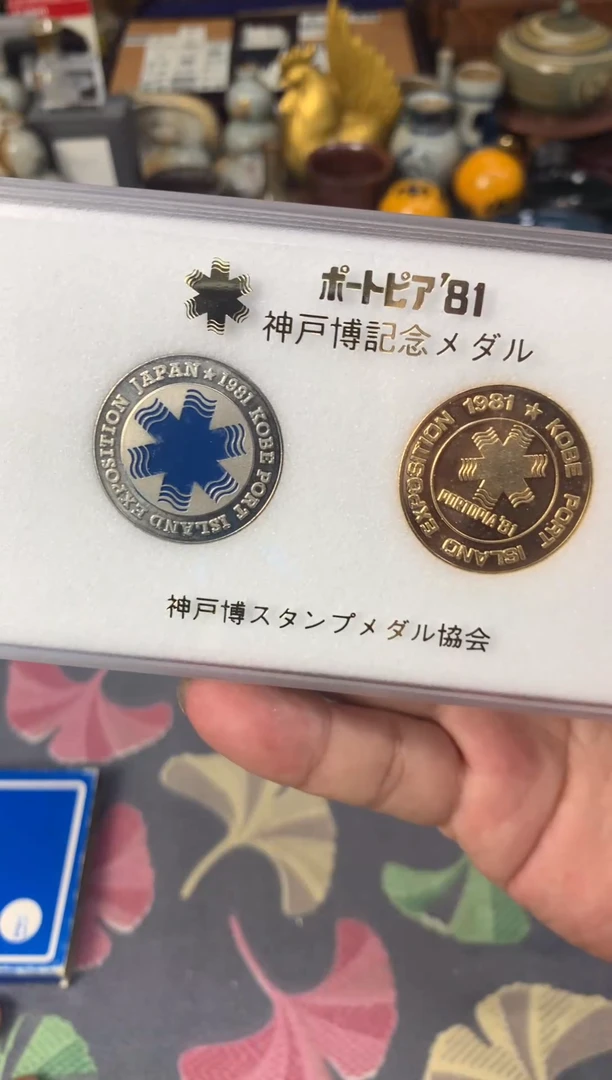 ポートピア'81
神戸博記念メダル
1981 KOBE PORT ISLAND EXPOSITION JAPAN ★
1981 ★ KOBE PORT ISLAND EXPOSITION
PORTOPIA '81
神戸博スタンプメダル協会